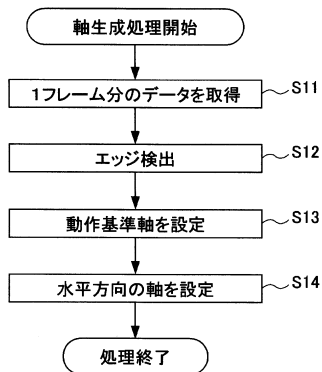 軸生成処理開始
1フレーム分のデータを取得
S11
エッジ検出
S12
動作基準軸を設定
S13
水平方向の軸を設定
S14
処理終了